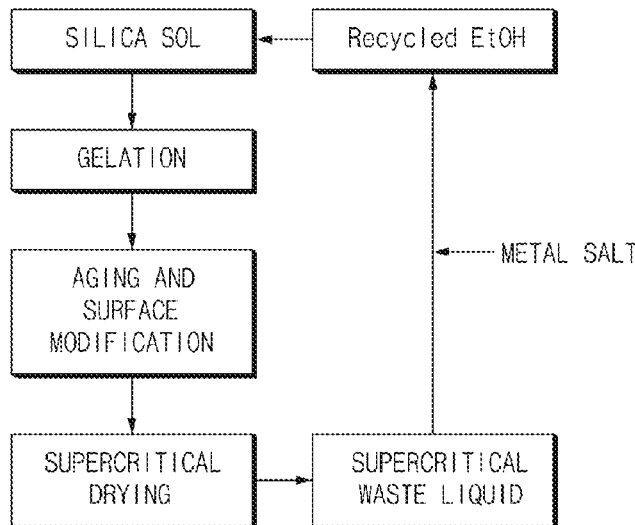 SILICA SOL
Recycled EtOH
GELATION
METAL SALT
AGING AND
SURFACE
MODIFICATION
SUPERCRITICAL
DRYING
SUPERCRITICAL
WASTE LIQUID